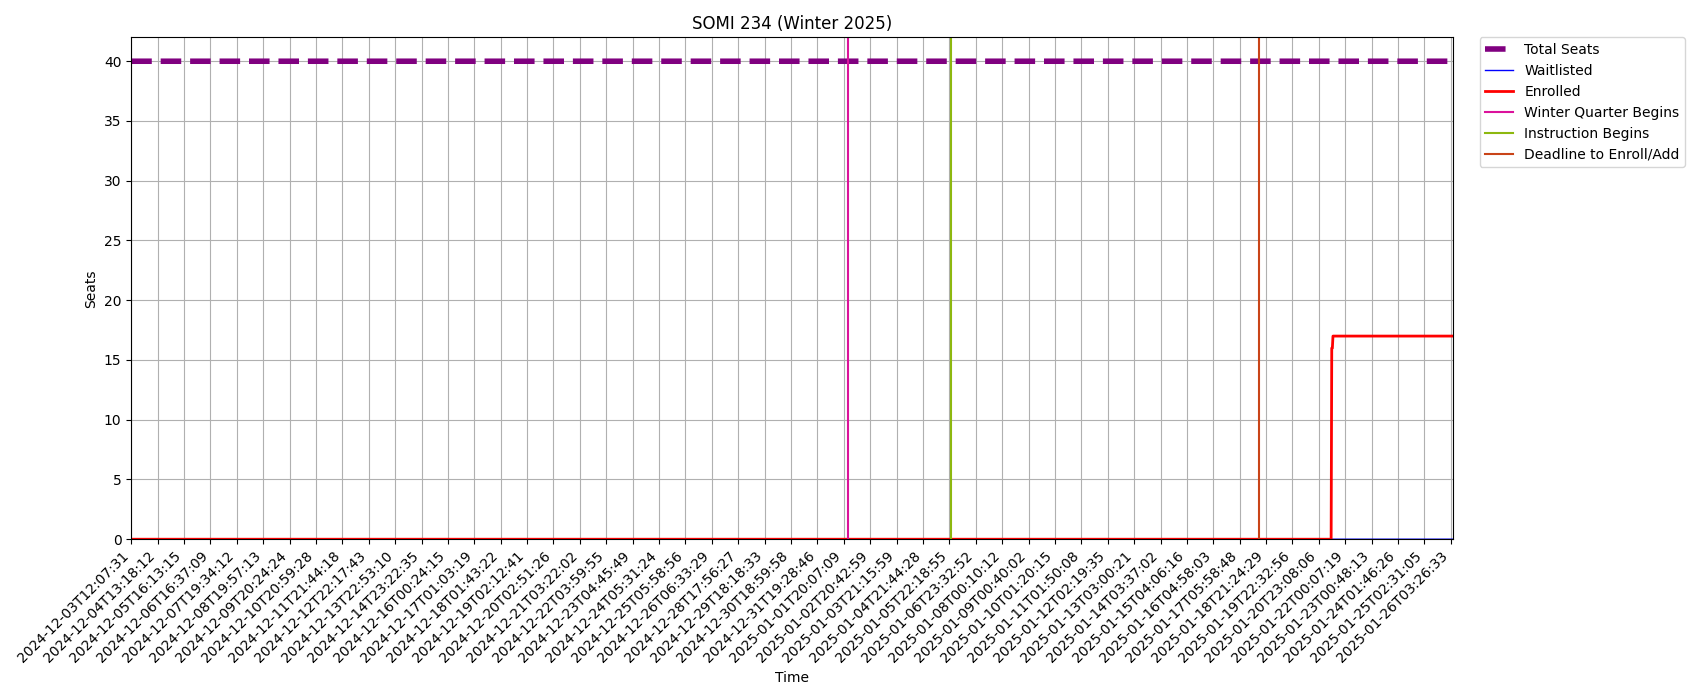 SOMI 234 (Winter 2025)
Total Seats
Waitlisted
Enrolled
Winter Quarter Begins
Instruction Begins
Deadline to Enroll/Add
Seats
40
35
30
25
20
15
10
5
0
2024-12-03T12:07:31
2024-12-04T13:18:12
2024-12-05T16:13:15
2024-12-06T16:37:09
2024-12-07T19:34:12
2024-12-08T19:57:13
2024-12-09T20:24:24
2024-12-10T20:59:28
2024-12-11T21:44:18
2024-12-12T22:17:43
2024-12-13T22:53:10
2024-12-14T23:22:35
2024-12-16T00:24:15
2024-12-17T01:03:19
2024-12-18T01:43:22
2024-12-19T02:12:41
2024-12-20T02:51:26
2024-12-21T03:22:02
2024-12-22T03:59:55
2024-12-23T04:45:49
2024-12-24T05:31:24
2024-12-25T05:58:56
2024-12-26T06:33:29
2024-12-28T17:56:27
2024-12-29T18:18:33
2024-12-30T18:59:58
2024-12-31T19:28:46
2025-01-01T20:07:09
2025-01-02T20:42:59
2025-01-03T21:15:59
2025-01-04T21:44:28
2025-01-05T22:18:55
2025-01-06T23:32:52
2025-01-08T00:10:12
2025-01-09T00:40:02
2025-01-10T01:20:15
2025-01-11T01:50:08
2025-01-12T02:19:35
2025-01-13T03:00:21
2025-01-14T03:37:02
2025-01-15T04:06:16
2025-01-16T04:58:03
2025-01-17T05:58:48
2025-01-18T21:24:29
2025-01-19T22:32:56
2025-01-20T23:08:06
2025-01-22T00:07:19
2025-01-23T00:48:13
2025-01-24T01:46:26
2025-01-25T02:31:05
2025-01-26T03:26:33
Time